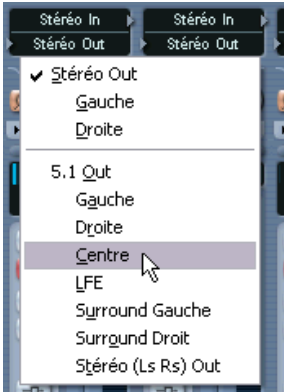 Stéréo In Stéréo In
Stéréo Out Stéréo Out
Stéréo Out
Gauche
Droite
5.1 Out
Gauche
Droite
Centre
LFE
Surround Gauche
Surround Droit
Stéréo (Ls Rs) Out